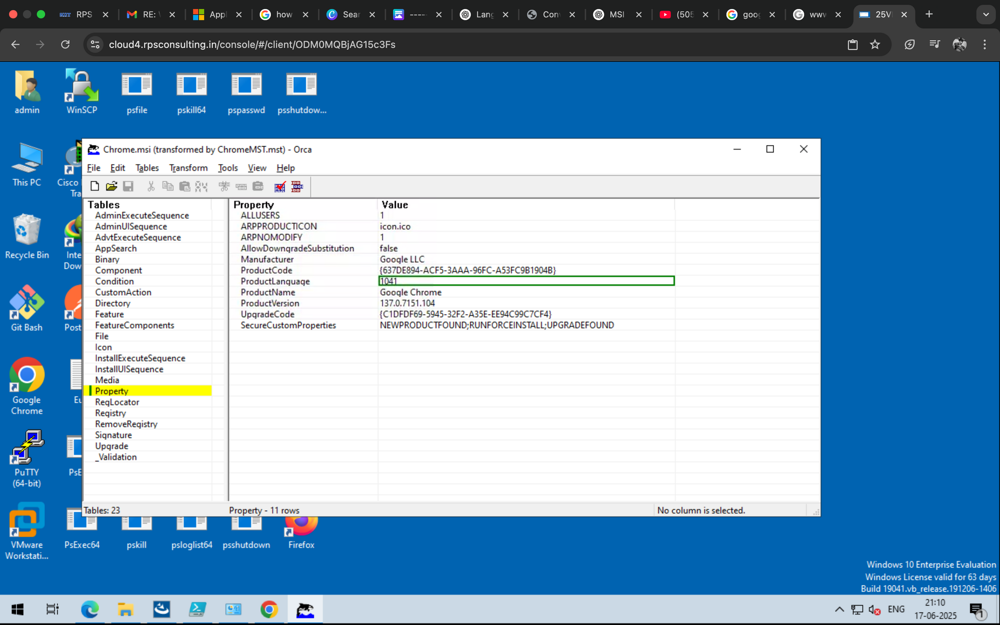 RPS
RE: W
Appl
how
Sear
-----
Lang
Con
MSI
(505
goog
www
25V
cloud4.rpsconsulting.in/console/#/client/ODM0MQBjAG15c3Fs
admin
WinSCP
psfile
pskill64
pspasswd
psshutdow...
This PC
Cisco
Tra
Recycle Bin
Inte
Dow
Git Bash
Post
Google
Chrome
Eu
PuTTY
(64-bit)
PsE
VMware
Workstati...
PsExec64
pskill
psloglist64
psshutdown
Firefox
Chrome.msi (transformed by ChromeMST.mst) - Orca
File Edit Tables Transform Tools View Help
Tables
AdminExecuteSequence
AdminUISequence
AdvtExecuteSequence
AppSearch
Binary
Component
Condition
CustomAction
Directory
Feature
FeatureComponents
File
Icon
InstallExecuteSequence
InstallUISequence
Media
Property
RegLocator
Registry
RemoveRegistry
Signature
Upgrade
_Validation
Property Value
ALLUSERS 1
ARPPRODUCTICON icon.ico
ARPNOMODIFY 1
AllowDowngradeSubstitution false
Manufacturer Google LLC
ProductCode {637DE894-ACF5-3AAA-96FC-A53FC9B1904B}
ProductLanguage 1041
ProductName Google Chrome
ProductVersion 137.0.7151.104
UpgradeCode {C1DFDF69-5945-32F2-A35E-EE94C99C7CF4}
SecureCustomProperties NEWPRODUCTFOUND;RUNFORCEINSTALL;UPGRADEFOUND
Tables: 23
Property - 11 rows
No column is selected.
Windows 10 Enterprise Evaluation
Windows License valid for 63 days
Build 19041.vb_release.191206-1406
ENG
21:10
17-06-2025
1